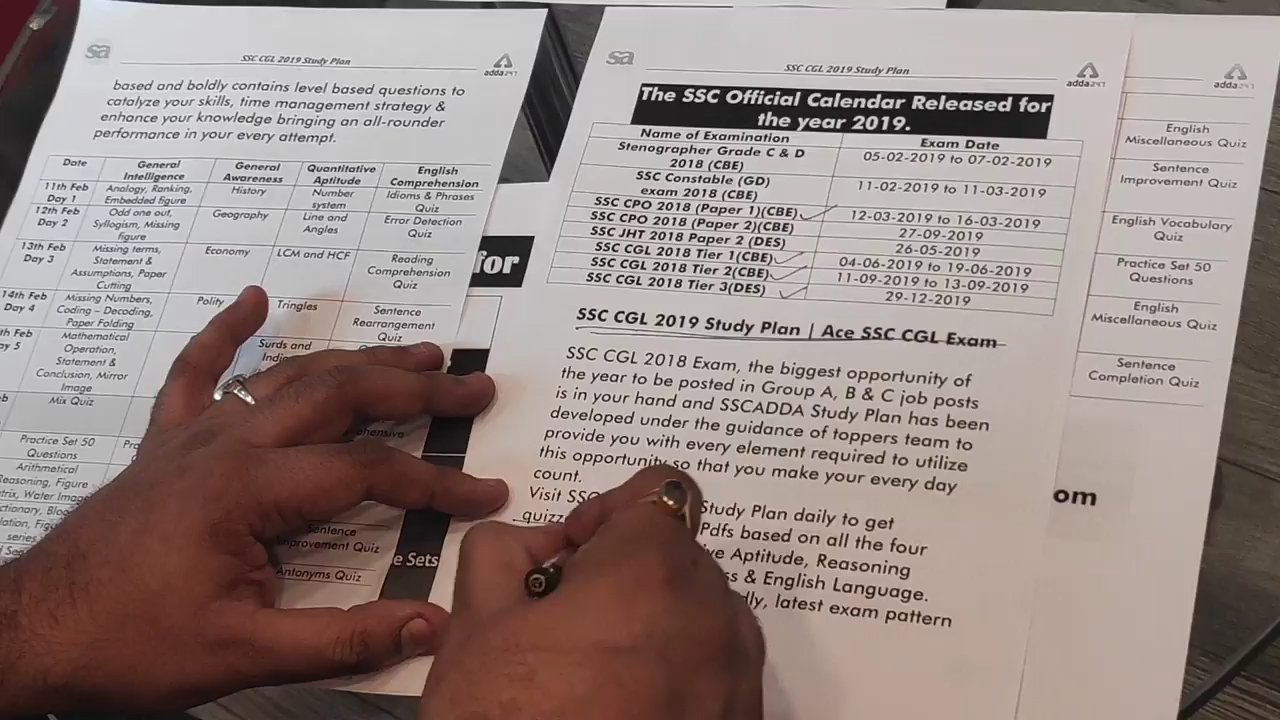 sa
SSC CGL 2019 Study Plan
adda247
based and boldly contains level based questions to
catalyze your skills, time management strategy &
enhance your knowledge bringing an all-rounder
performance in your every attempt.
Date General Intelligence General Awareness Quantitative Aptitude English Comprehension
11th Feb Day 1 Analogy, Ranking, Embedded figure History Number system Idioms & Phrases Quiz
12th Feb Day 2 Odd one out, Syllogism, Missing figure Geography Line and Angles Error Detection Quiz
13th Feb Day 3 Missing terms, Statement & Assumptions, Paper Cutting Economy LCM and HCF Reading Comprehension Quiz
14th Feb Day 4 Missing Numbers, Coding – Decoding, Paper Folding Polity Tringles Sentence Rearrangement Quiz
Mathematical Operation, Statement & Conclusion, Mirror Image Surds and
Mix Quiz
Practice Set 50 Questions
Arithmetical
Figure
Water
series
Sentence
Improvement Quiz
Antonyms Quiz
for
e Sets
sa
SSC CGL 2019 Study Plan
adda247
The SSC Official Calendar Released for
the year 2019.
Name of Examination Exam Date
Stenographer Grade C & D 2018 (CBE) 05-02-2019 to 07-02-2019
SSC Constable (GD) exam 2018 (CBE) 11-02-2019 to 11-03-2019
SSC CPO 2018 (Paper 1)(CBE) 12-03-2019 to 16-03-2019
SSC CPO 2018 (Paper 2)(CBE) 27-09-2019
SSC JHT 2018 Paper 2 (DES) 26-05-2019
SSC CGL 2018 Tier 1(CBE) 04-06-2019 to 19-06-2019
SSC CGL 2018 Tier 2(CBE) 11-09-2019 to 13-09-2019
SSC CGL 2018 Tier 3(DES) 29-12-2019
SSC CGL 2019 Study Plan | Ace SSC CGL Exam
SSC CGL 2018 Exam, the biggest opportunity of
the year to be posted in Group A, B & C job posts
is in your hand and SSCADDA Study Plan has been
developed under the guidance of toppers team to
provide you with every element required to utilize
this opportunity so that you make your every day
count.
Visit Study Plan daily to get
Pdfs based on all the four
Aptitude, Reasoning
& English Language.
latest exam pattern
adda247
English
Miscellaneous Quiz
Sentence
Improvement Quiz
English Vocabulary
Quiz
Practice Set 50
Questions
English
Miscellaneous Quiz
Sentence
Completion Quiz
om